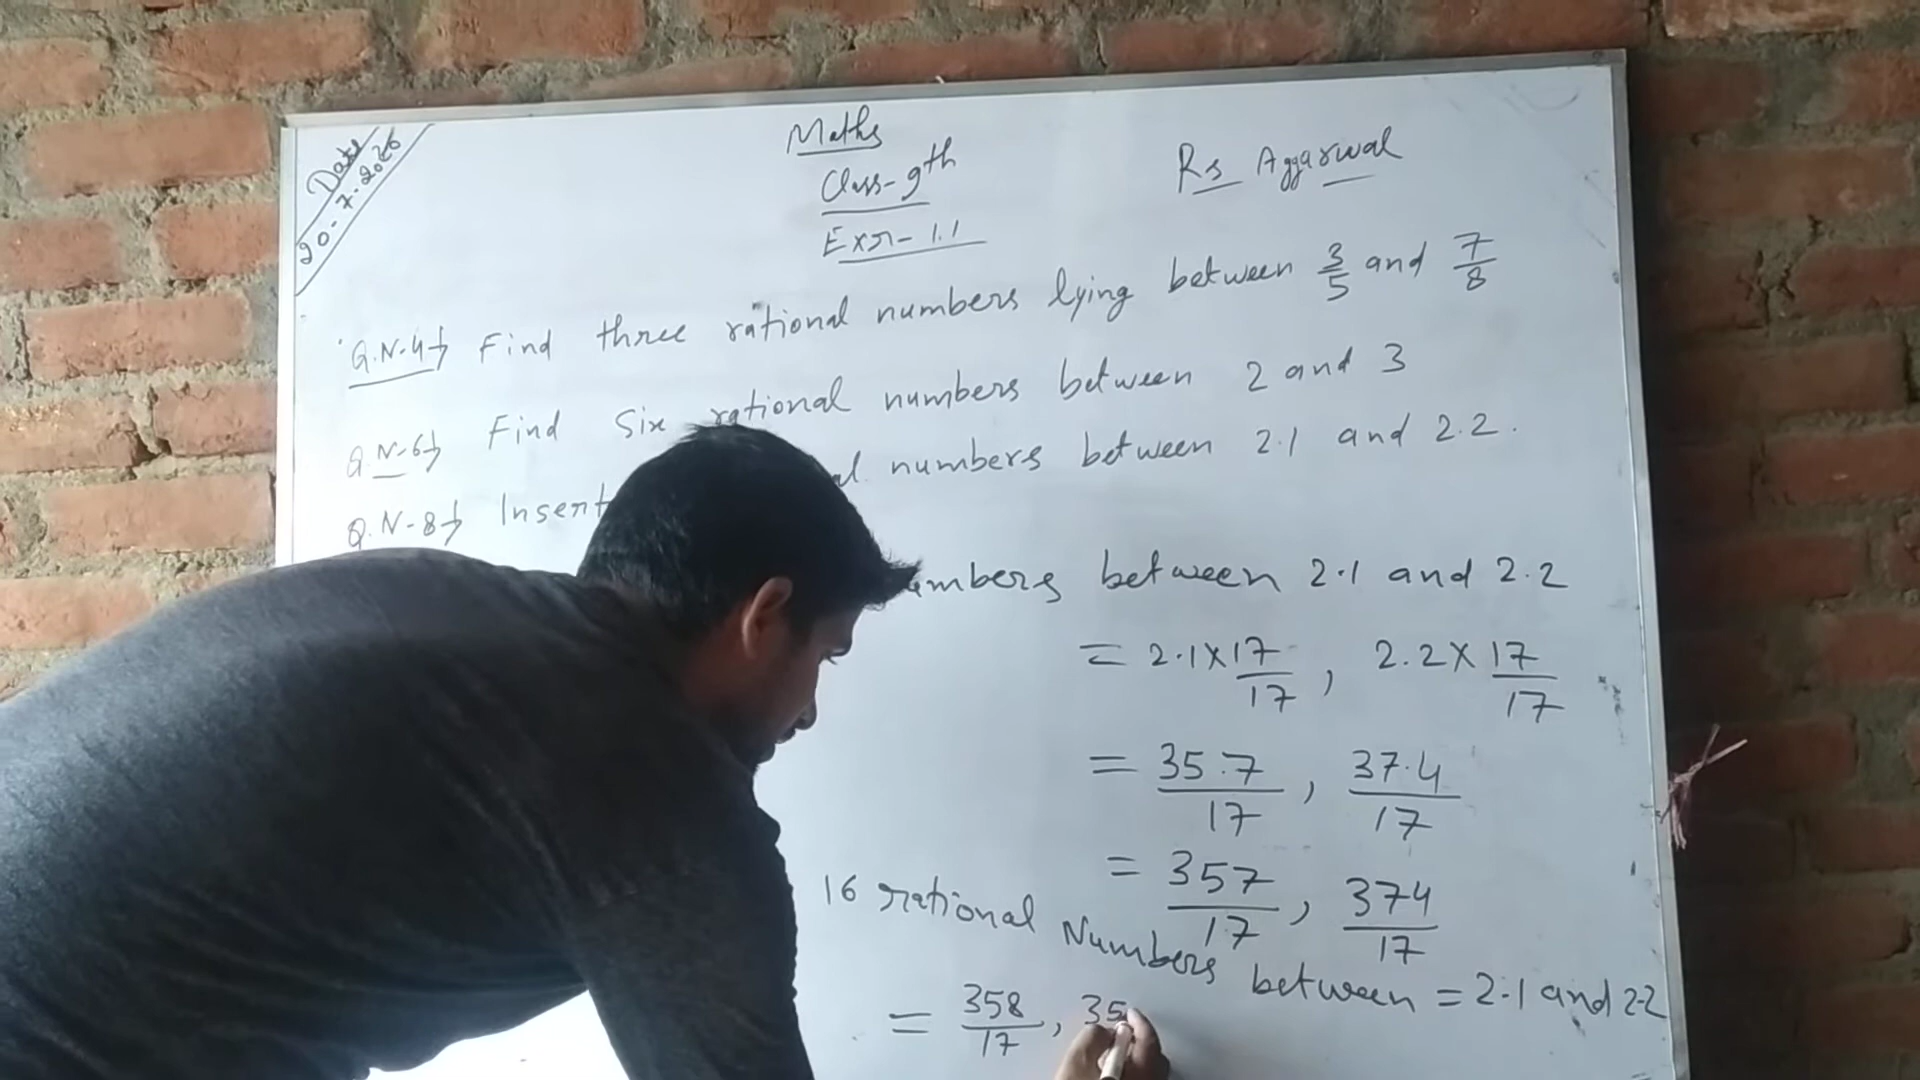 Date
20-7-2026
Maths
Class-9th
Exr-1.1
Rs Aggarwal
Q.N-4→ Find three rational numbers lying between 3/5 and 7/8
Q.N-6→ Find Six rational numbers between 2 and 3
Q.N-8→ Insert numbers between 2.1 and 2.2.
between 2.1 and 2.2
= 2.1×17/17, 2.2×17/17
= 35.7/17, 37.4/17
= 357/17, 374/17
16 rational Numbers between = 2.1 and 2.2
= 358/17, 35